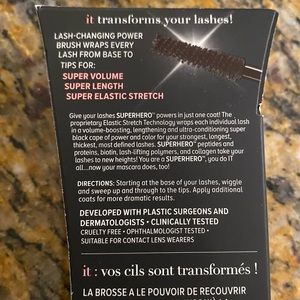 it transforms your lashes!
LASH-CHANGING POWER
BRUSH WRAPS EVERY
LASH FROM BASE TO
TIPS FOR:
SUPER VOLUME
SUPER LENGTH
SUPER ELASTIC STRETCH
Give your lashes SUPERHERO™ powers in just one coat! The
proprietary Elastic Stretch Technology wraps each individual lash
in a volume-boosting, lengthening and ultra-conditioning super
black cape of power and color for your strongest, longest,
thickest, most defined lashes. SUPERHERO™ peptides and
proteins, biotin, lash-lifting polymers, and collagen take your
lashes to new heights! You are a SUPERHERO™, you do IT
all...now your mascara does, too!
DIRECTIONS: Starting at the base of your lashes, wiggle
and sweep up and through to the tips. Apply additional
coats for more dramatic results.
DEVELOPED WITH PLASTIC SURGEONS AND
DERMATOLOGISTS • CLINICALLY TESTED
CRUELTY FREE • OPHTHALMOLOGIST TESTED •
SUITABLE FOR CONTACT LENS WEARERS
it : vos cils sont transformés !
LA BROSSE A LE POUVOIR DE RECOUVRIR